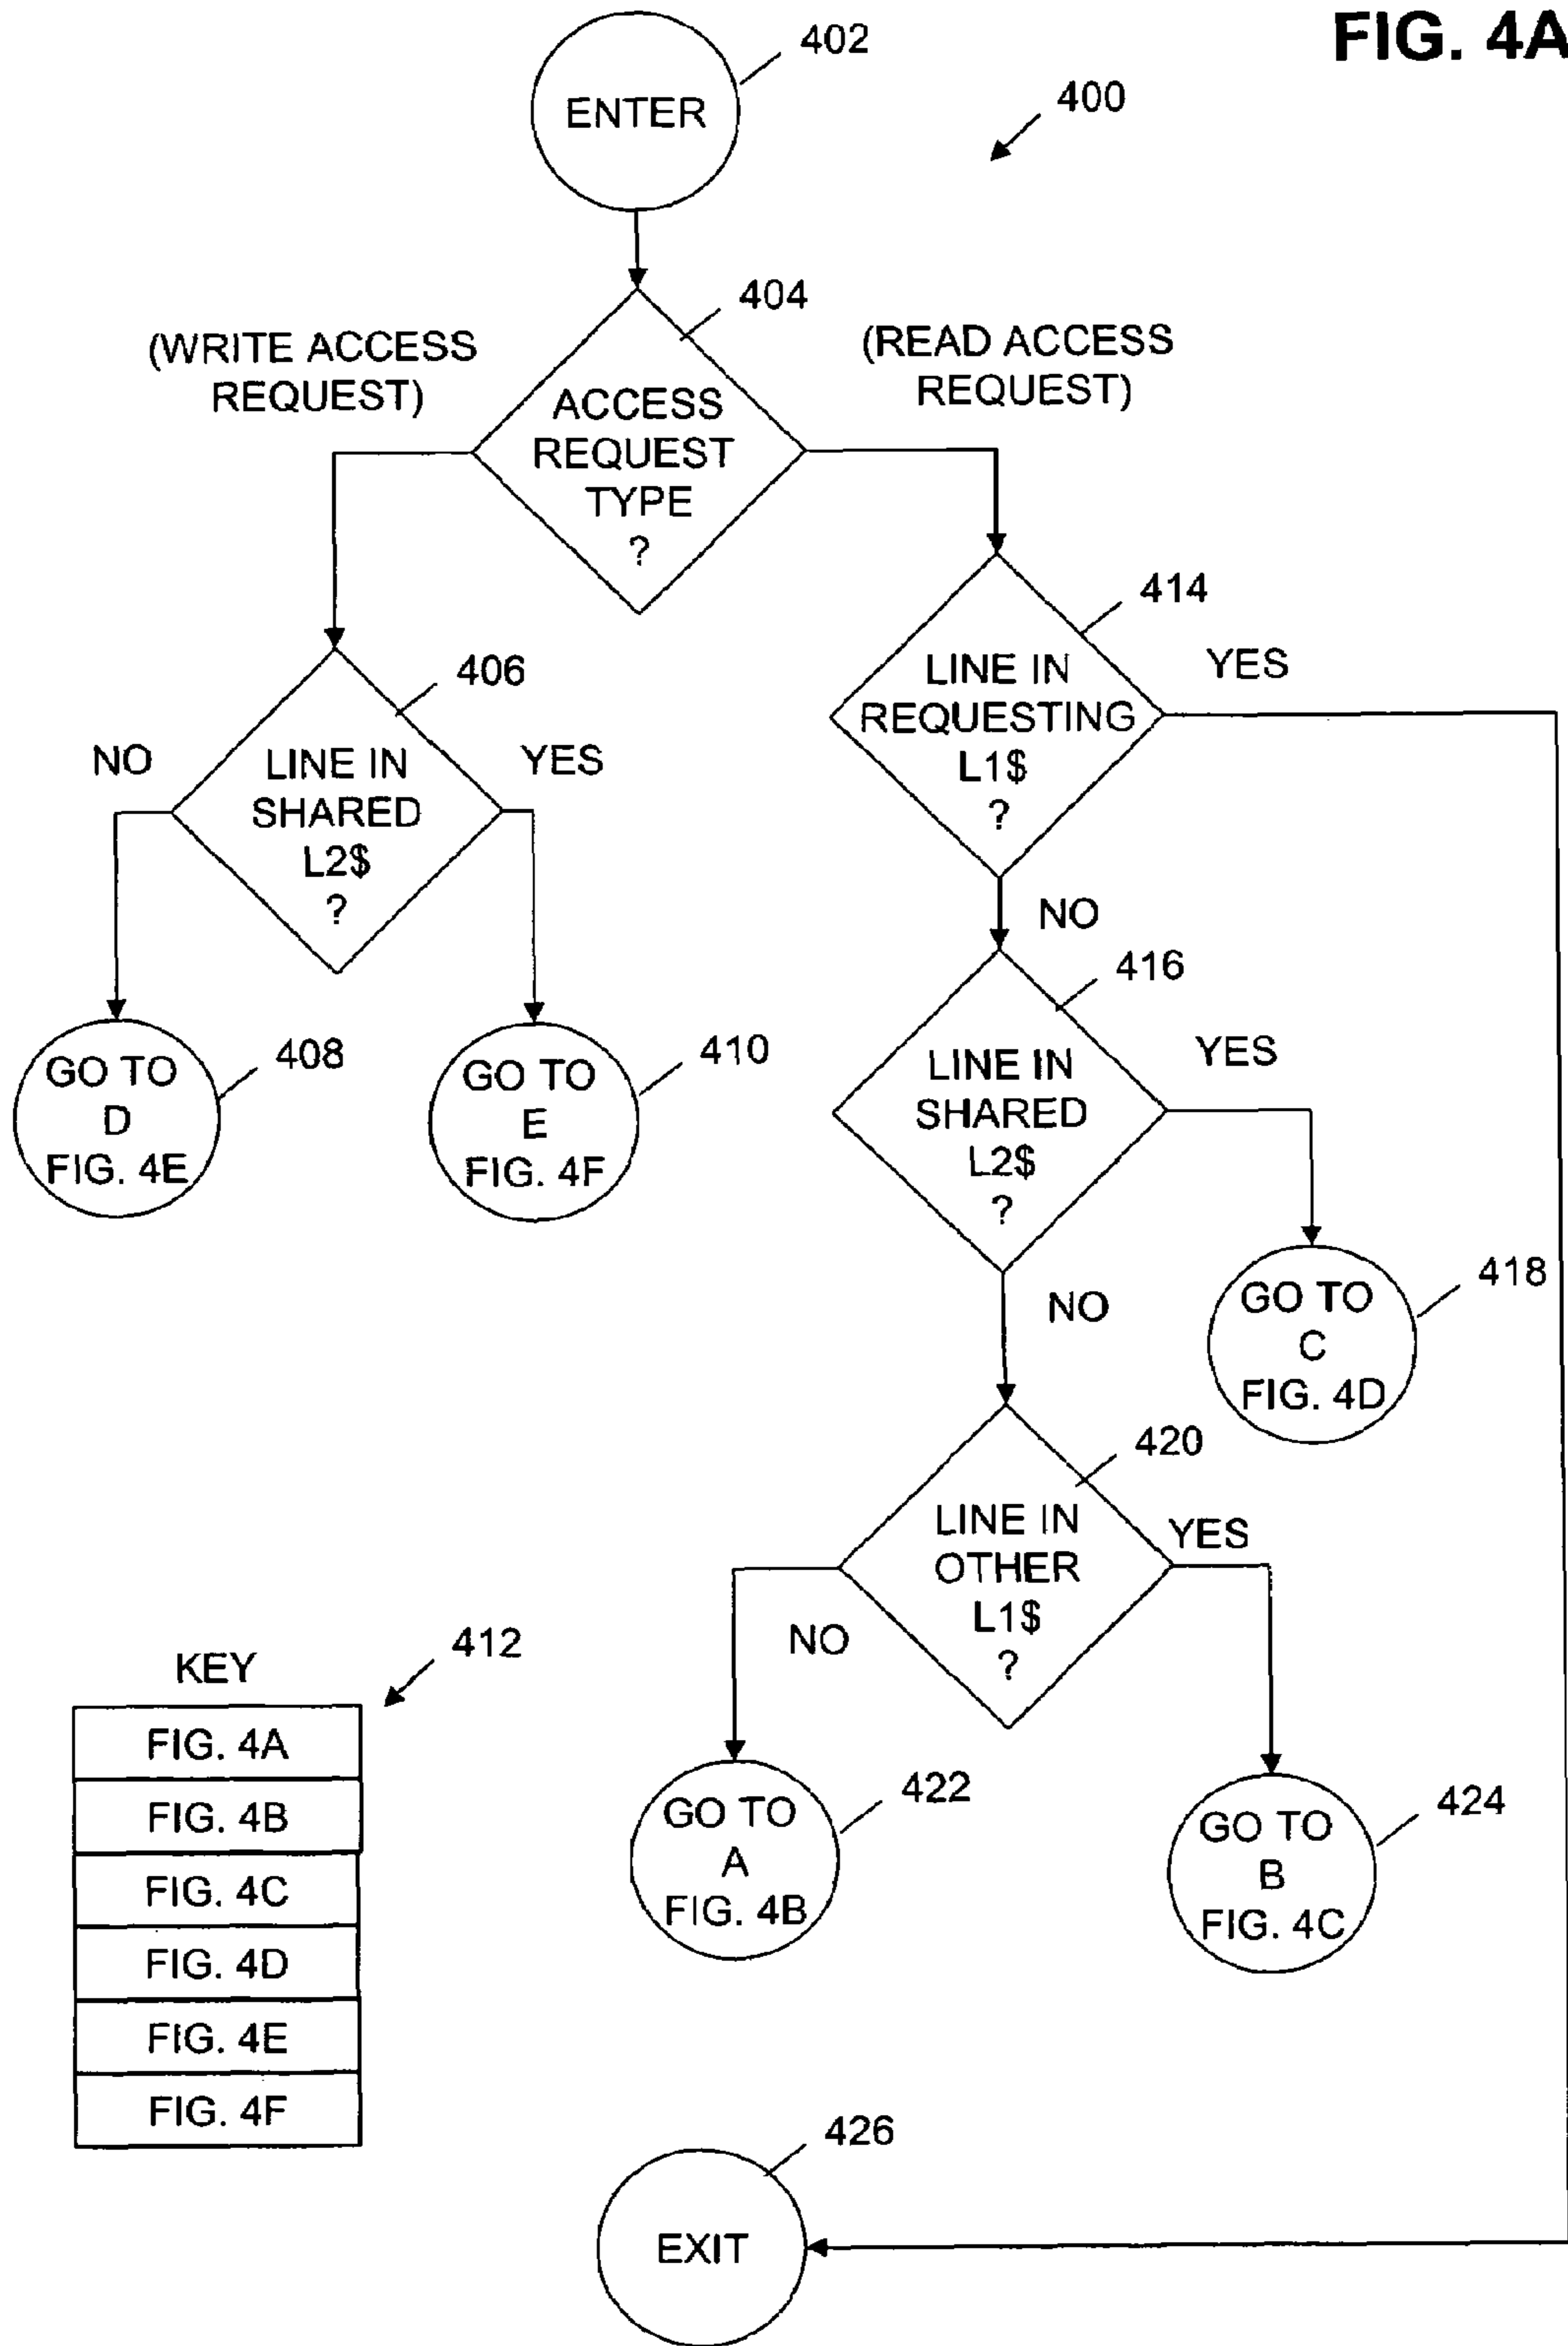 FIG. 4A
402
ENTER
400
404
(WRITE ACCESS
REQUEST)
(READ ACCESS
REQUEST)
ACCESS
REQUEST
TYPE
?
414
406
YES
LINE IN
REQUESTING
L1$
?
NO
LINE IN
SHARED
L2$
?
YES
NO
416
408
GO TO
D
FIG. 4E
410
GO TO
E
FIG. 4F
YES
LINE IN
SHARED
L2$
?
418
GO TO
C
FIG. 4D
NO
420
LINE IN
OTHER
L1$
?
YES
NO
412
KEY
FIG. 4A
FIG. 4B
FIG. 4C
FIG. 4D
FIG. 4E
FIG. 4F
422
GO TO
A
FIG. 4B
424
GO TO
B
FIG. 4C
426
EXIT